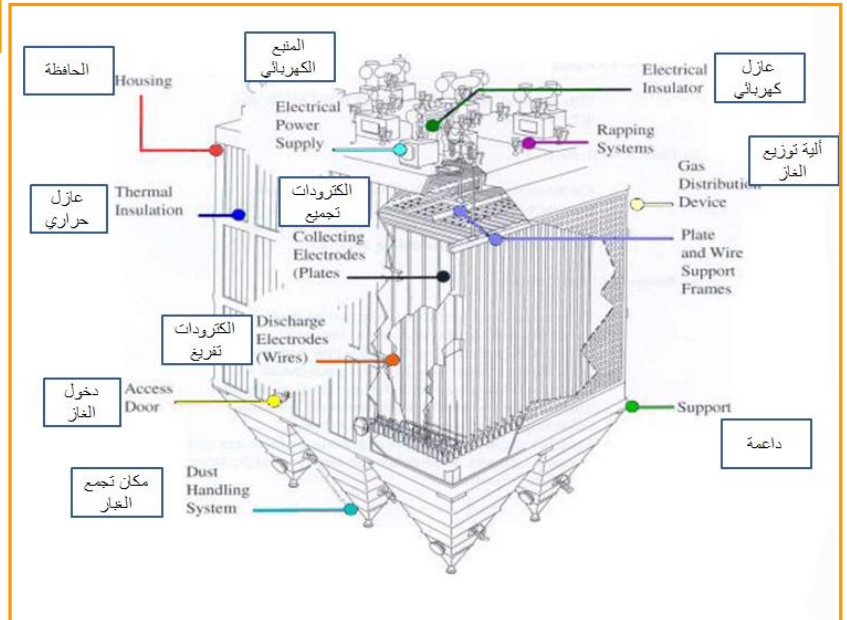 الحافظة
Housing
المنبع
الكهربائي
Electrical
Power
Supply
Electrical
Insulator
عازل
كهربائي
Rapping
Systems
ألية توزيع
الغاز
Gas
Distribution
Device
عازل
حراري
Thermal
Insulation
الكترودات
تجميع
Collecting
Electrodes
(Plates
Plate
and Wire
Support
Frames
الكترودات
تفريغ
Discharge
Electrodes
(Wires)
دخول
الغاز
Access
Door
Support
داعمة
مكان تجمع
الغبار
Dust
Handling
System